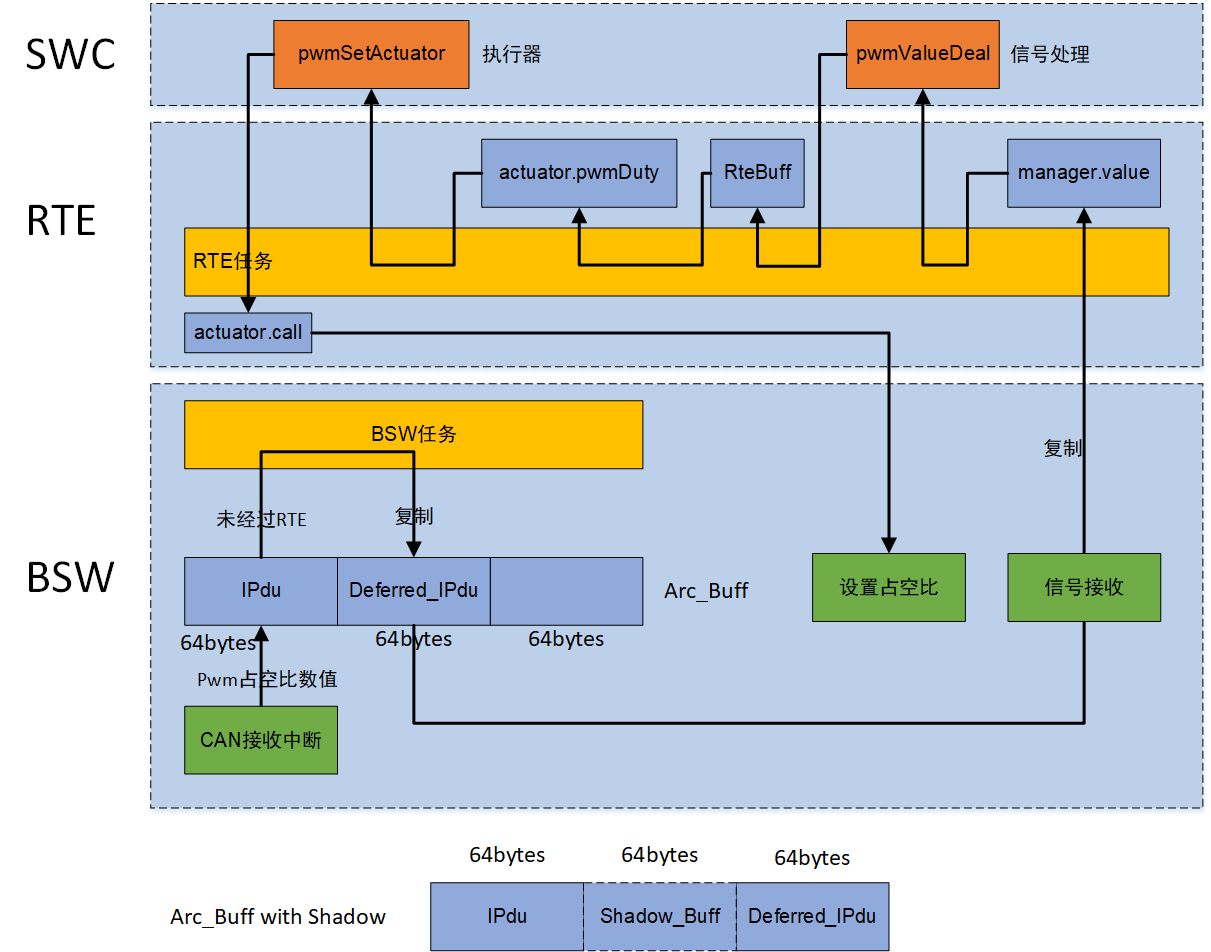 SWC
pwmSetActuator
执行器
pwmValueDeal
信号处理
RTE
actuator.pwmDuty
RteBuff
manager.value
RTE任务
actuator.call
BSW
BSW任务
复制
未经过RTE
复制
IPdu
Deferred_IPdu
Arc_Buff
设置占空比
信号接收
64bytes
64bytes
64bytes
Pwm占空比数值
CAN接收中断
64bytes
64bytes
64bytes
Arc_Buff with Shadow
IPdu
Shadow_Buff
Deferred_IPdu